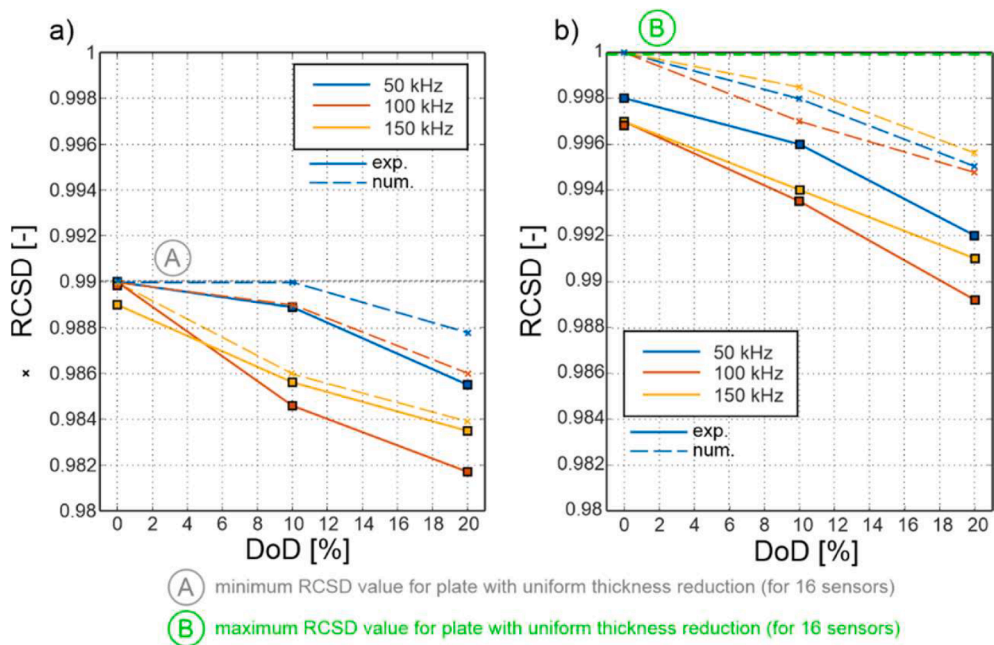 a)
1
0.998
0.996
0.994
0.992
0.99
0.988
0.986
0.984
0.982
0.98
RCSD [-]
50 kHz
100 kHz
150 kHz
exp.
num.
A
0 2 4 6 8 10 12 14 16 18 20
DoD [%]
b)
B
1
0.998
0.996
0.994
0.992
0.99
0.988
0.986
0.984
0.982
0.98
RCSD [-]
50 kHz
100 kHz
150 kHz
exp.
num.
0 2 4 6 8 10 12 14 16 18 20
DoD [%]
A minimum RCSD value for plate with uniform thickness reduction (for 16 sensors)
B maximum RCSD value for plate with uniform thickness reduction (for 16 sensors)